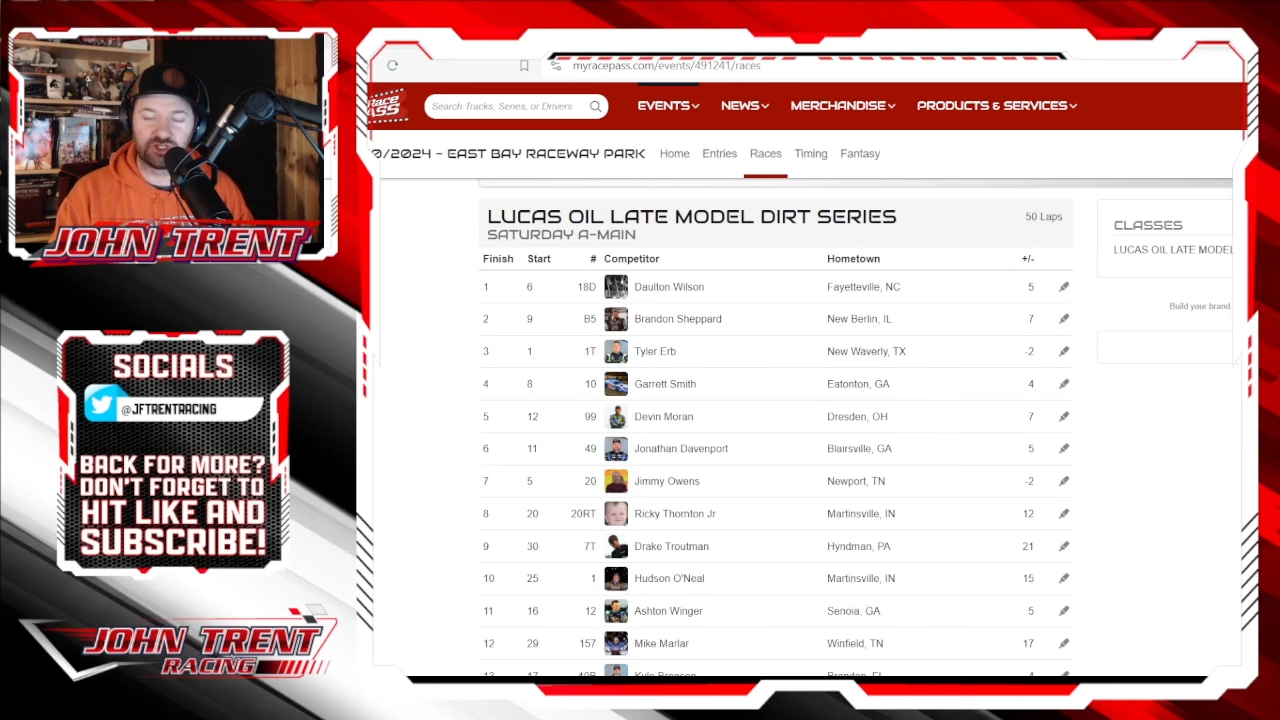 JOHN TRENT
SOCIALS
@JFTRENTRACING
BACK FOR MORE?
DON'T FORGET TO
HIT LIKE AND
SUBSCRIBE!
JOHN TRENT
RACING
myracepass.com/events/491241/races
Race
PASS
Search Tracks, Series, or Drivers
EVENTS NEWS MERCHANDISE PRODUCTS & SERVICES
0/2024 - EAST BAY RACEWAY PARK Home Entries Races Timing Fantasy
LUCAS OIL LATE MODEL DIRT SERIES 50 Laps
SATURDAY A-MAIN
Finish Start # Competitor Hometown +/-
1 6 18D Daulton Wilson Fayetteville, NC 5
2 9 B5 Brandon Sheppard New Berlin, IL 7
3 1 1T Tyler Erb New Waverly, TX -2
4 8 10 Garrett Smith Eatonton, GA 4
5 12 99 Devin Moran Dresden, OH 7
6 11 49 Jonathan Davenport Blairsville, GA 5
7 5 20 Jimmy Owens Newport, TN -2
8 20 20RT Ricky Thornton Jr Martinsville, IN 12
9 30 7T Drake Troutman Hyndman, PA 21
10 25 1 Hudson O'Neal Martinsville, IN 15
11 16 12 Ashton Winger Senoia, GA 5
12 29 157 Mike Marlar Winfield, TN 17
CLASSES
LUCAS OIL LATE MODEL
Build your brand